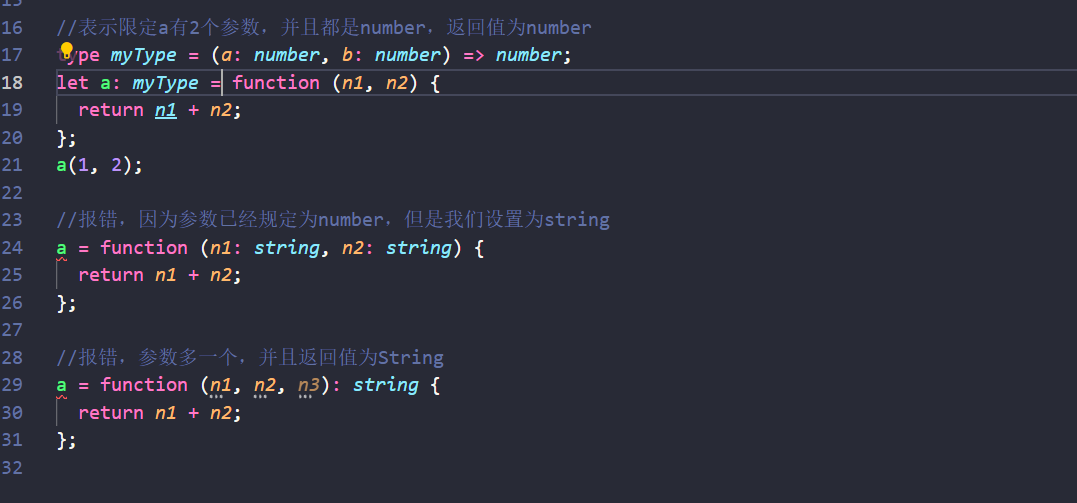 15
16 //表示限定a有2个参数，并且都是number，返回值为number
17 type myType = (a: number, b: number) => number;
18 let a: myType = function (n1, n2) {
19 return n1 + n2;
20 };
21 a(1, 2);
22
23 //报错，因为参数已经规定为number，但是我们设置为string
24 a = function (n1: string, n2: string) {
25 return n1 + n2;
26 };
27
28 //报错，参数多一个，并且返回值为String
29 a = function (n1, n2, n3): string {
30 return n1 + n2;
31 };
32